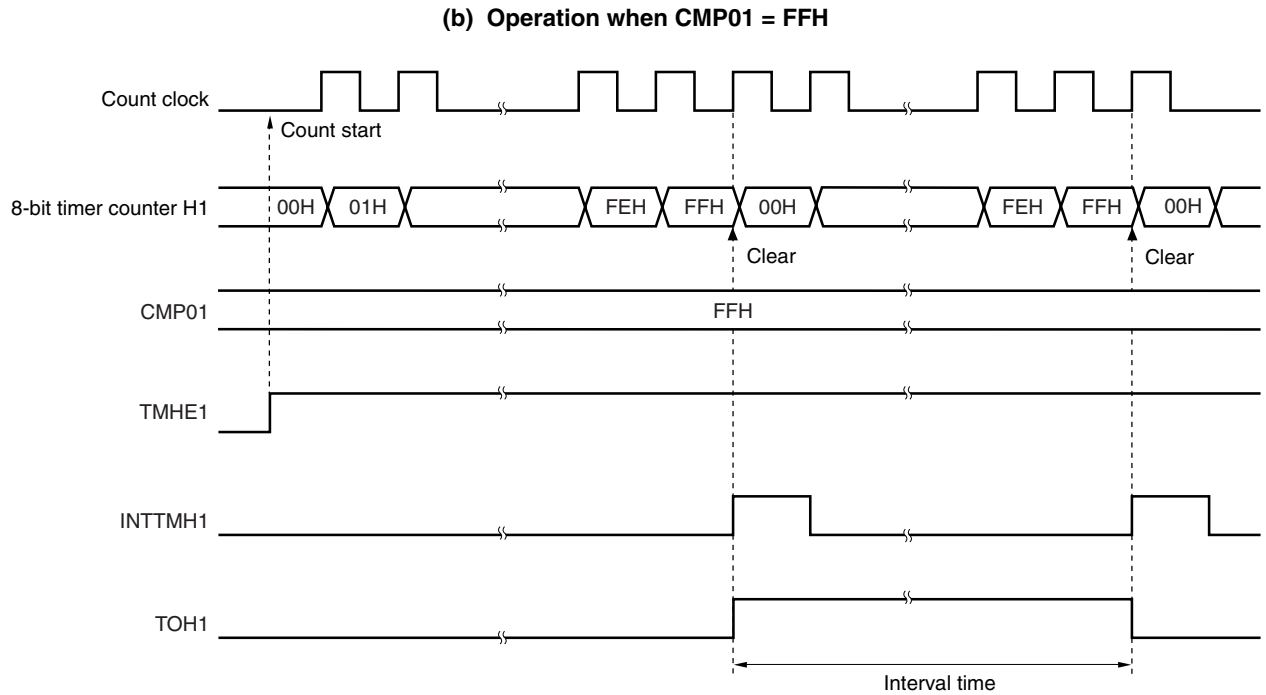 (b) Operation when CMP01 = FFH
Count clock
Count start
8-bit timer counter H1
00H 01H FEH FFH 00H FEH FFH 00H
Clear Clear
CMP01 FFH
TMHE1
INTTMH1
TOH1
Interval time